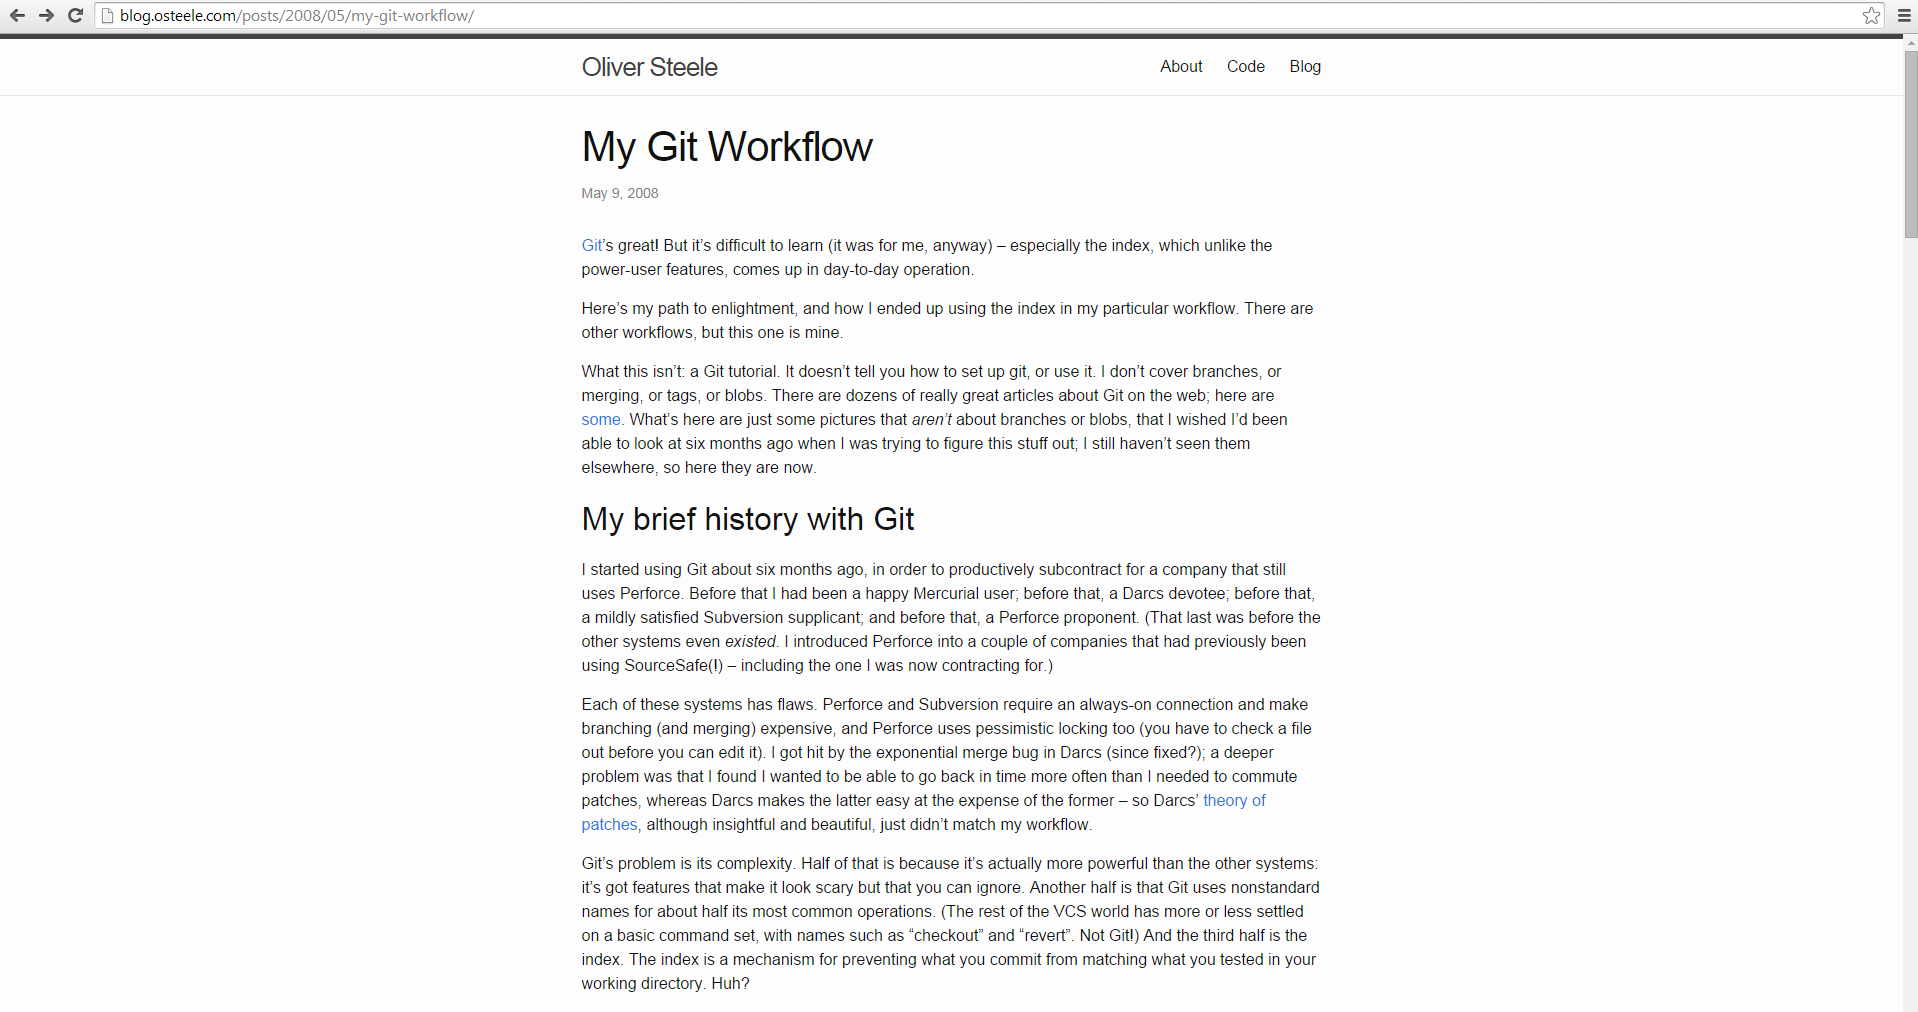 blog.osteele.com/posts/2008/05/my-git-workflow/
Oliver Steele
About Code Blog
My Git Workflow
May 9, 2008
Git’s great! But it’s difficult to learn (it was for me, anyway) – especially the index, which unlike the
power-user features, comes up in day-to-day operation.
Here’s my path to enlightment, and how I ended up using the index in my particular workflow. There are
other workflows, but this one is mine.
What this isn’t: a Git tutorial. It doesn’t tell you how to set up git, or use it. I don’t cover branches, or
merging, or tags, or blobs. There are dozens of really great articles about Git on the web; here are
some. What’s here are just some pictures that aren’t about branches or blobs, that I wished I’d been
able to look at six months ago when I was trying to figure this stuff out; I still haven’t seen them
elsewhere, so here they are now.
My brief history with Git
I started using Git about six months ago, in order to productively subcontract for a company that still
uses Perforce. Before that I had been a happy Mercurial user; before that, a Darcs devotee; before that,
a mildly satisfied Subversion supplicant; and before that, a Perforce proponent. (That last was before the
other systems even existed. I introduced Perforce into a couple of companies that had previously been
using SourceSafe(!) – including the one I was now contracting for.)
Each of these systems has flaws. Perforce and Subversion require an always-on connection and make
branching (and merging) expensive, and Perforce uses pessimistic locking too (you have to check a file
out before you can edit it). I got hit by the exponential merge bug in Darcs (since fixed?); a deeper
problem was that I found I wanted to be able to go back in time more often than I needed to commute
patches, whereas Darcs makes the latter easy at the expense of the former – so Darcs’ theory of
patches, although insightful and beautiful, just didn’t match my workflow.
Git’s problem is its complexity. Half of that is because it’s actually more powerful than the other systems:
it’s got features that make it look scary but that you can ignore. Another half is that Git uses nonstandard
names for about half its most common operations. (The rest of the VCS world has more or less settled
on a basic command set, with names such as “checkout” and “revert”. Not Git!) And the third half is the
index. The index is a mechanism for preventing what you commit from matching what you tested in your
working directory. Huh?